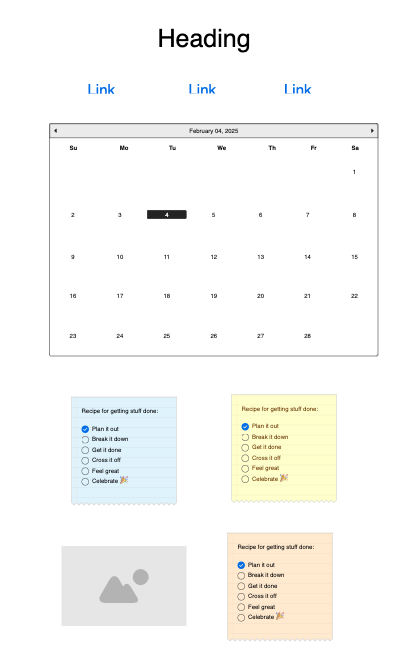 Heading
Link Link Link
February 04, 2025
Su Mo Tu We Th Fr Sa
1
2 3 4 5 6 7 8
9 10 11 12 13 14 15
16 17 18 19 20 21 22
23 24 25 26 27 28
Recipe for getting stuff done:
Plan it out
Break it down
Get it done
Cross it off
Feel great
Celebrate 🎉
Recipe for getting stuff done:
Plan it out
Break it down
Get it done
Cross it off
Feel great
Celebrate 🎉
Recipe for getting stuff done:
Plan it out
Break it down
Get it done
Cross it off
Feel great
Celebrate 🎉